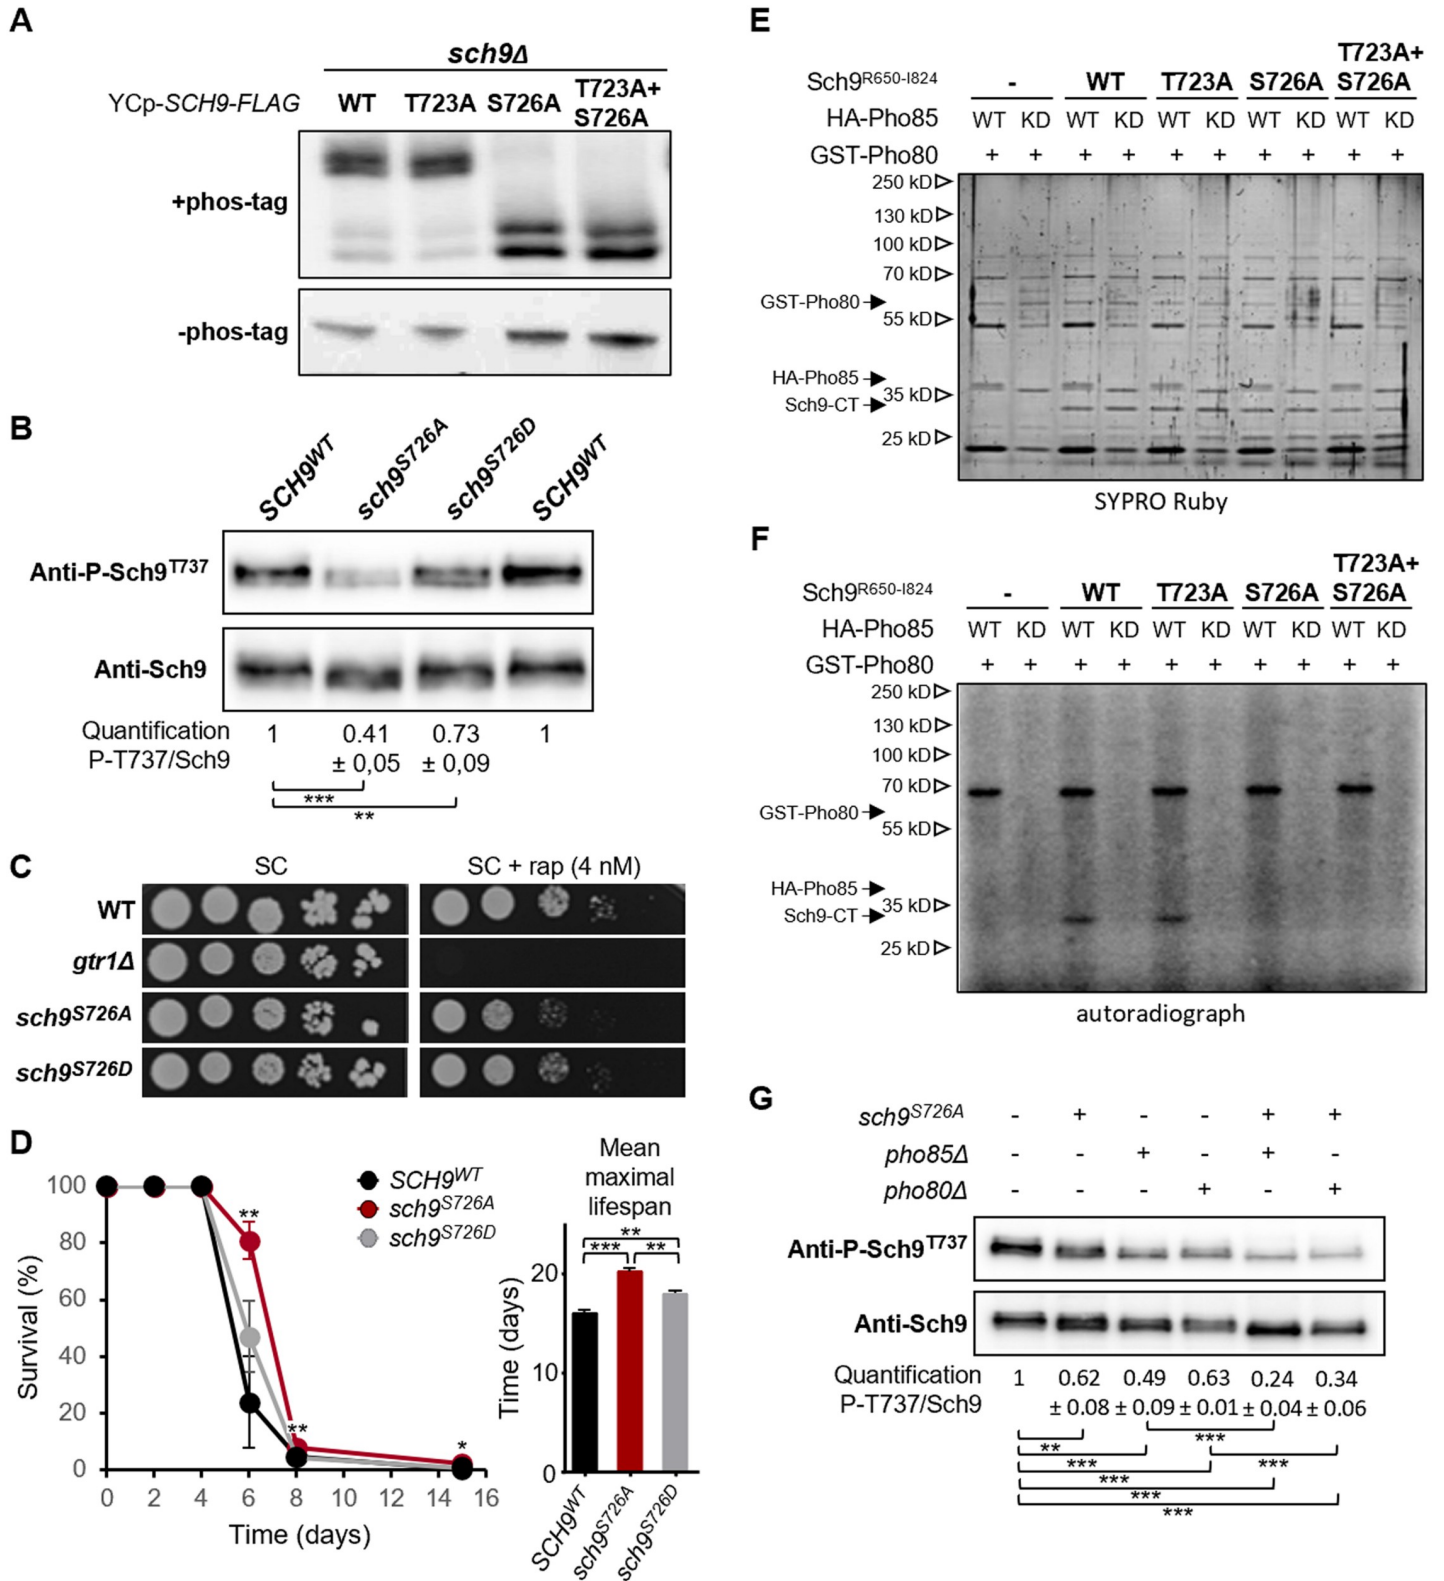 A
sch9Δ
YCp-SCH9-FLAG
WT T723A S726A T723A+ S726A
+phos-tag
-phos-tag
B
SCH9WT sch9S726A sch9S726D SCH9WT
Anti-P-Sch9T737
Anti-Sch9
Quantification 1 0.41 0.73 1
P-T737/Sch9 ± 0,05 ± 0,09
***
**
C
SC SC + rap (4 nM)
WT
gtr1Δ
sch9S726A
sch9S726D
D
Survival (%)
100
80
60
40
20
0
0 2 4 6 8 10 12 14 16
Time (days)
** ** *
SCH9WT
sch9S726A
sch9S726D
Mean
maximal
lifespan
**
*** **
Time (days)
20
10
0
SCH9WT sch9S726A sch9S726D
E
Sch9R650-I824 - WT T723A S726A T723A+ S726A
HA-Pho85 WT KD WT KD WT KD WT KD WT KD
GST-Pho80 + + + + + + + + + +
250 kD
130 kD
100 kD
70 kD
GST-Pho80
55 kD
HA-Pho85
35 kD
Sch9-CT
25 kD
SYPRO Ruby
F
Sch9R650-I824 - WT T723A S726A T723A+ S726A
HA-Pho85 WT KD WT KD WT KD WT KD WT KD
GST-Pho80 + + + + + + + + + +
250 kD
130 kD
100 kD
70 kD
GST-Pho80
55 kD
HA-Pho85
35 kD
Sch9-CT
25 kD
autoradiograph
G
sch9S726A - + - - + +
pho85Δ - - + - + -
pho80Δ - - - + - +
Anti-P-Sch9T737
Anti-Sch9
Quantification 1 0.62 0.49 0.63 0.24 0.34
P-T737/Sch9 ± 0.08 ± 0.09 ± 0.01 ± 0.04 ± 0.06
** ***
*** ***
***
***
***